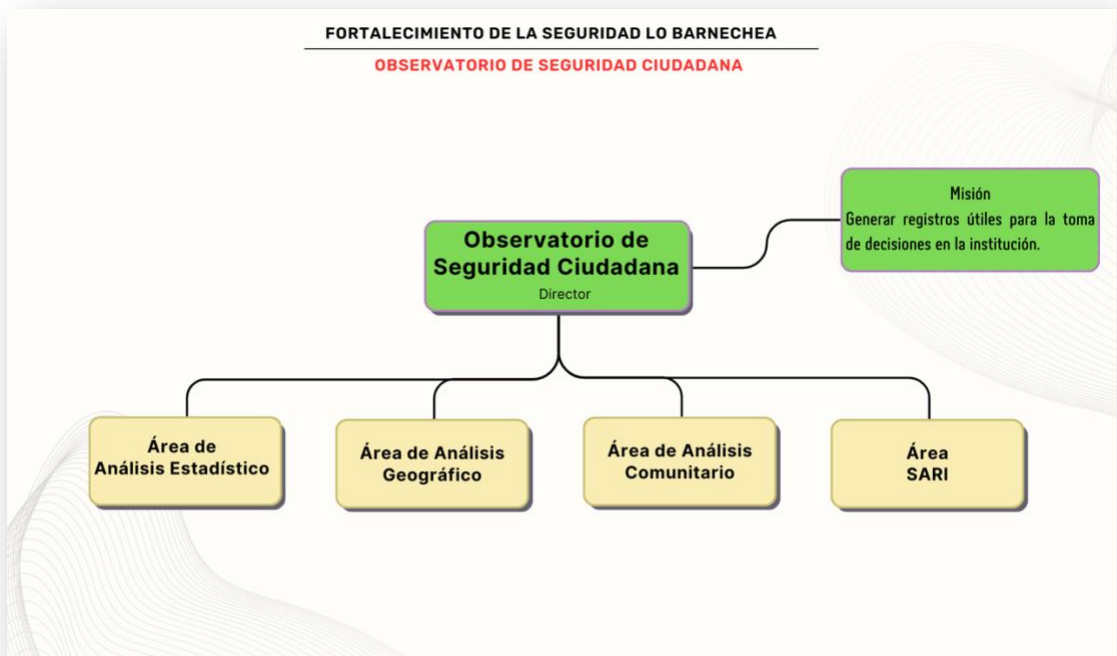 FORTALECIMIENTO DE LA SEGURIDAD LO BARNECHEA
OBSERVATORIO DE SEGURIDAD CIUDADANA
Misión
Generar registros útiles para la toma
de decisiones en la institución.
Observatorio de
Seguridad Ciudadana
Director
Área de
Análisis Estadístico
Área de Análisis
Geográfico
Área de Análisis
Comunitario
Área
SARI